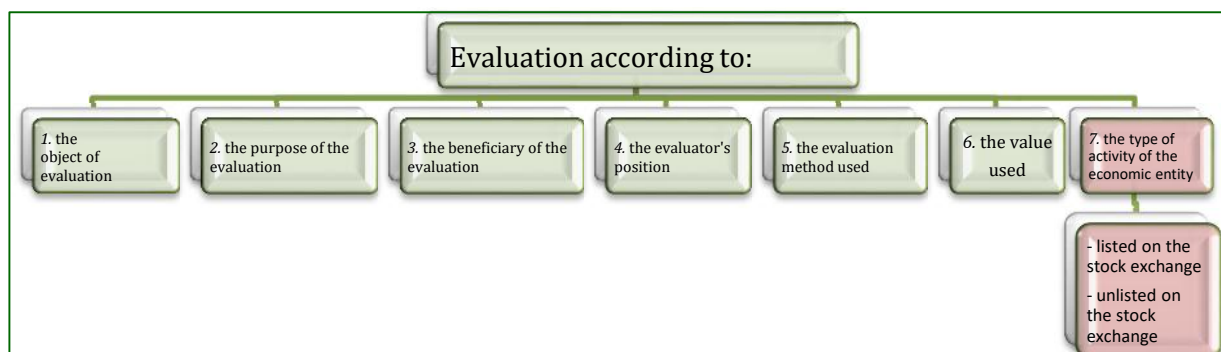 Evaluation according to:
1. the
object of
evaluation
2. the purpose of the
evaluation
3. the beneficiary of the
evaluation
4. the evaluator's
position
5. the evaluation
method used
6. the value
used
7. the type of
activity of the
economic entity
- listed on the
stock exchange
- unlisted on
the stock
exchange